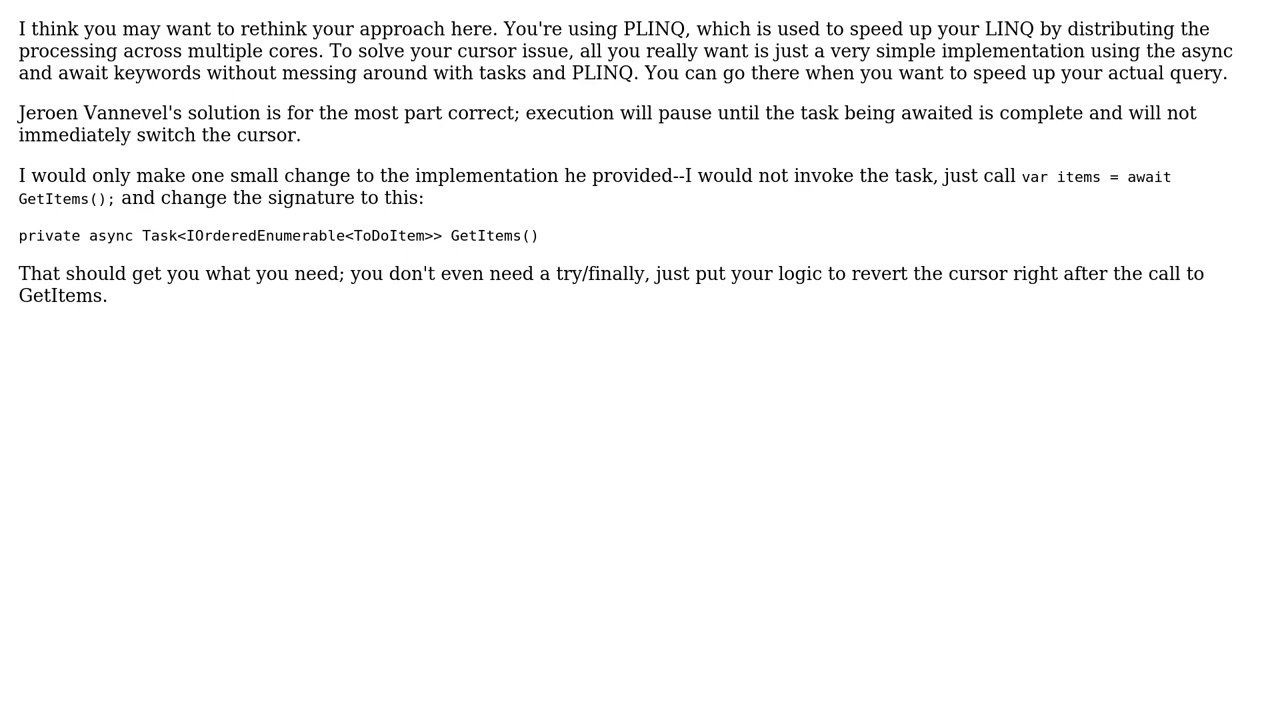 I think you may want to rethink your approach here. You're using PLINQ, which is used to speed up your LINQ by distributing the
processing across multiple cores. To solve your cursor issue, all you really want is just a very simple implementation using the async
and await keywords without messing around with tasks and PLINQ. You can go there when you want to speed up your actual query.
Jeroen Vannevel's solution is for the most part correct; execution will pause until the task being awaited is complete and will not
immediately switch the cursor.
I would only make one small change to the implementation he provided--I would not invoke the task, just call var items = await
GetItems(); and change the signature to this:
private async Task<IOrderedEnumerable<ToDoItem>> GetItems()
That should get you what you need; you don't even need a try/finally, just put your logic to revert the cursor right after the call to
GetItems.